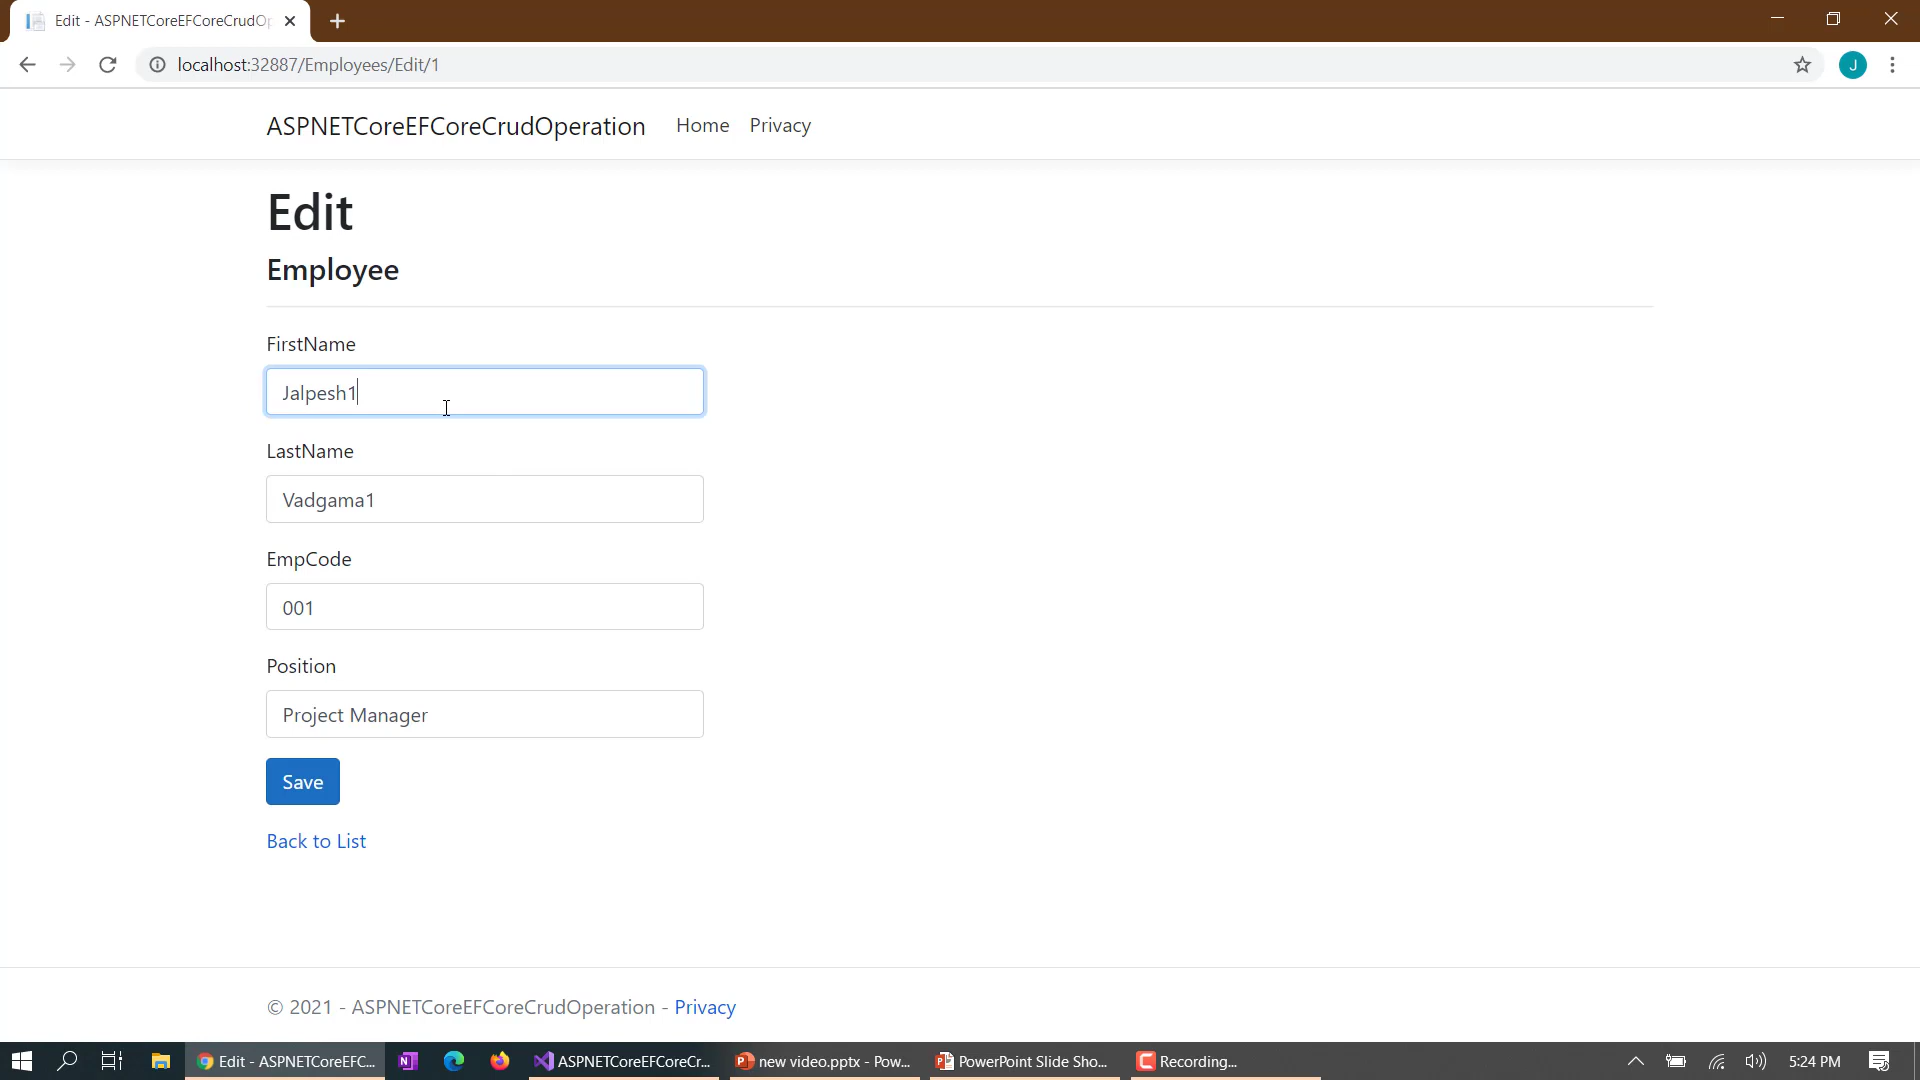 Edit - ASPNETCoreEFCoreCrudOp
localhost:32887/Employees/Edit/1
J
ASPNETCoreEFCoreCrudOperation Home Privacy
Edit
Employee
FirstName
Jalpesh1
LastName
Vadgama1
EmpCode
001
Position
Project Manager
Save
Back to List
© 2021 - ASPNETCoreEFCoreCrudOperation - Privacy
Edit - ASPNETCoreEFC... N ASPNETCoreEFCoreCr... new video.pptx - Pow... PowerPoint Slide Sho... Recording... 5:24 PM